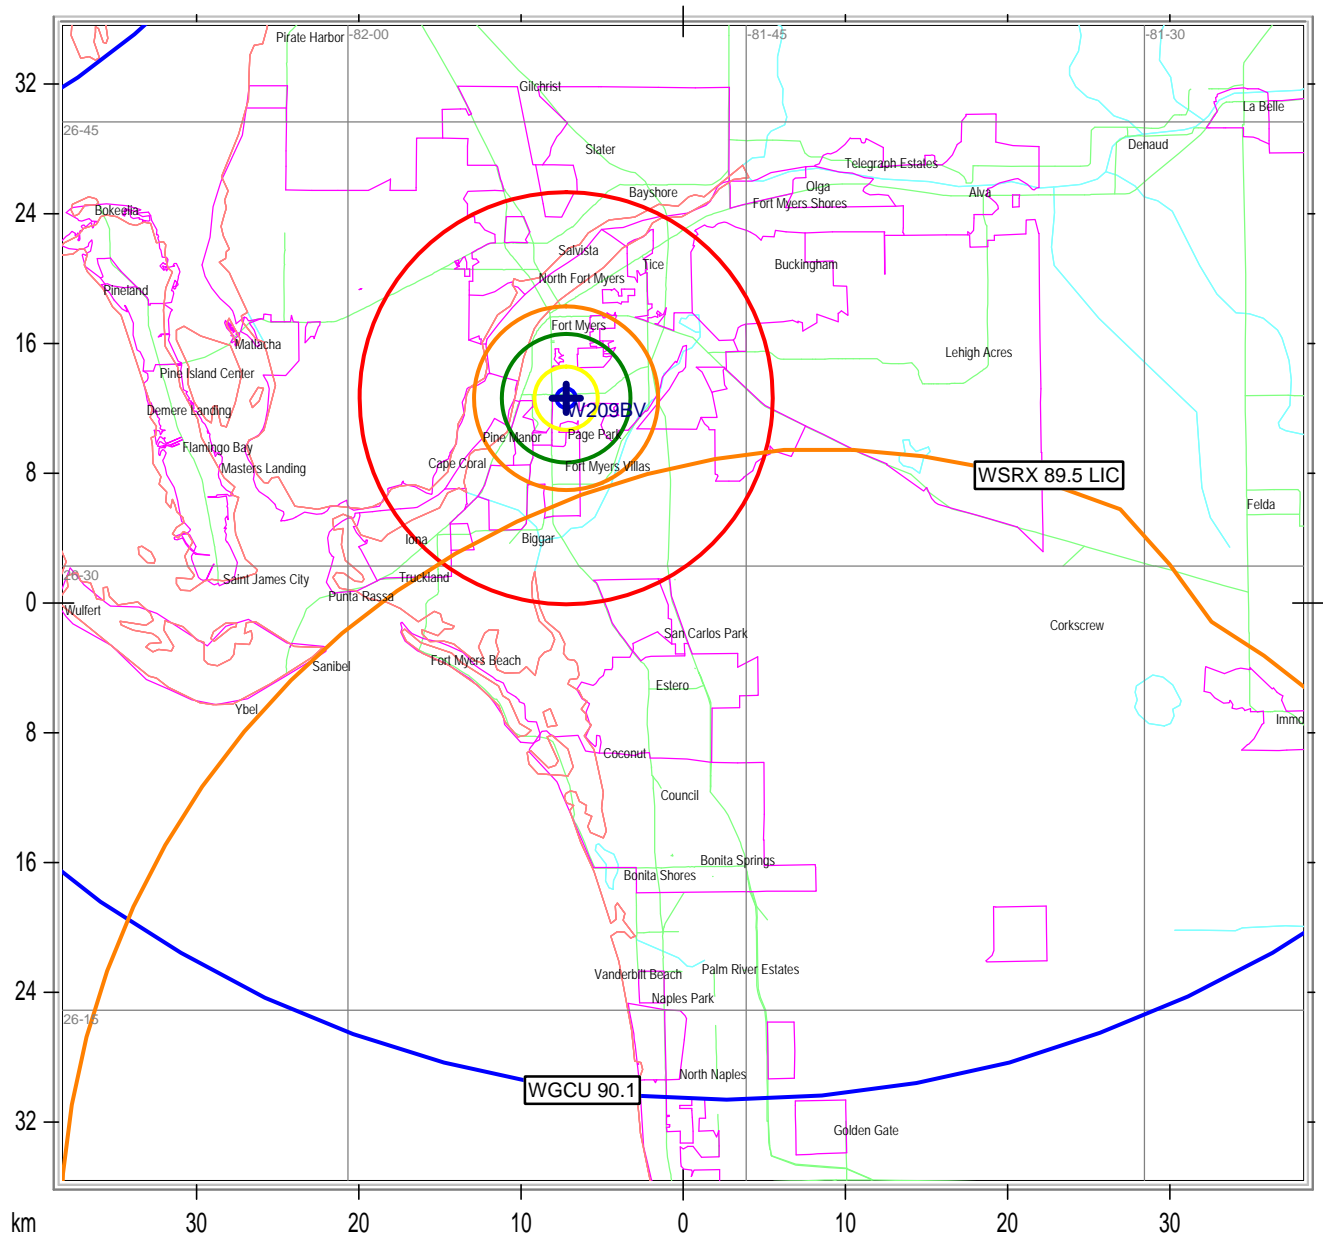 Pirate Harbor
-82-00
-81-45
-81-30
32
Gilchrist
La Belle
26-45
Slater
Denaud
Telegraph Estates
Bayshore
Olga
Alva
Fort Myers Shores
24
Bokeelia
Salvista
Tice
Buckingham
North Fort Myers
Pineland
Fort Myers
16
Matlacha
Lehigh Acres
Pine Island Center
Demere Landing
W209BV
Pine Manor
Page Park
Flamingo Bay
Cape Coral
Fort Myers Villas
Masters Landing
8
WSRX 89.5 LIC
Felda
Iona
Biggar
26-30
Saint James City
Truckland
Punta Rassa
0
Wulfert
Corkscrew
San Carlos Park
Fort Myers Beach
Sanibel
Estero
Ybel
Immo
8
Coconut
Council
16
Bonita Springs
Bonita Shores
24
Vanderbilt Beach
Palm River Estates
Naples Park
26-15
North Naples
WGCU 90.1
32
Golden Gate
km
30
20
10
0
10
20
30